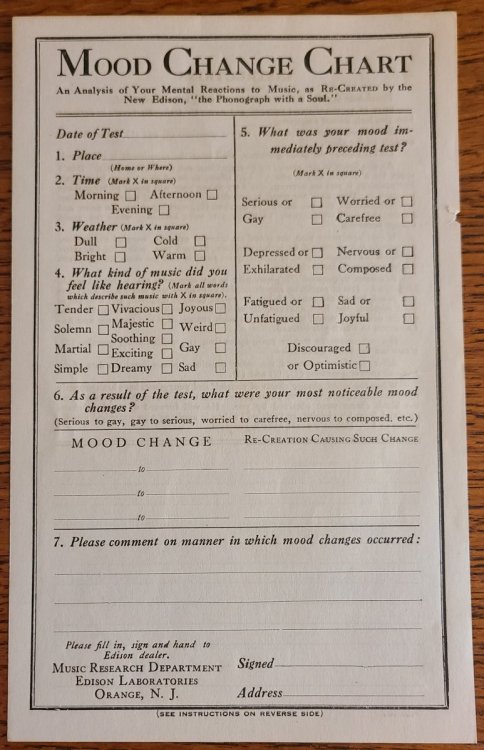 MOOD CHANGE CHART
An Analysis of Your Mental Reactions to Music, as RE-CREATED by the
New Edison, "the Phonograph with a Soul."
Date of Test
1. Place
(Home or Where)
2. Time (Mark X in square)
Morning Afternoon
Evening
3. Weather (Mark X in square)
Dull Cold
Bright Warm
4. What kind of music did you
feel like hearing? (Mark all words
which describe such music with X in square).
Tender Vivacious Joyous
Solemn Majestic Weird
Soothing
Martial Exciting Gay
Simple Dreamy Sad
5. What was your mood im-
mediately preceding test?
(Mark X in square)
Serious or Worried or
Gay Carefree
Depressed or Nervous or
Exhilarated Composed
Fatigued or Sad or
Unfatigued Joyful
Discouraged
or Optimistic
6. As a result of the test, what were your most noticeable mood
changes?
(Serious to gay, gay to serious, worried to carefree, nervous to composed, etc.)
MOOD CHANGE RE-CREATION CAUSING SUCH CHANGE
to
to
to
7. Please comment on manner in which mood changes occurred:
Please fill in, sign and hand to
Edison dealer.
MUSIC RESEARCH DEPARTMENT
EDISON LABORATORIES
ORANGE, N. J.
Signed
Address
(SEE INSTRUCTIONS ON REVERSE SIDE)